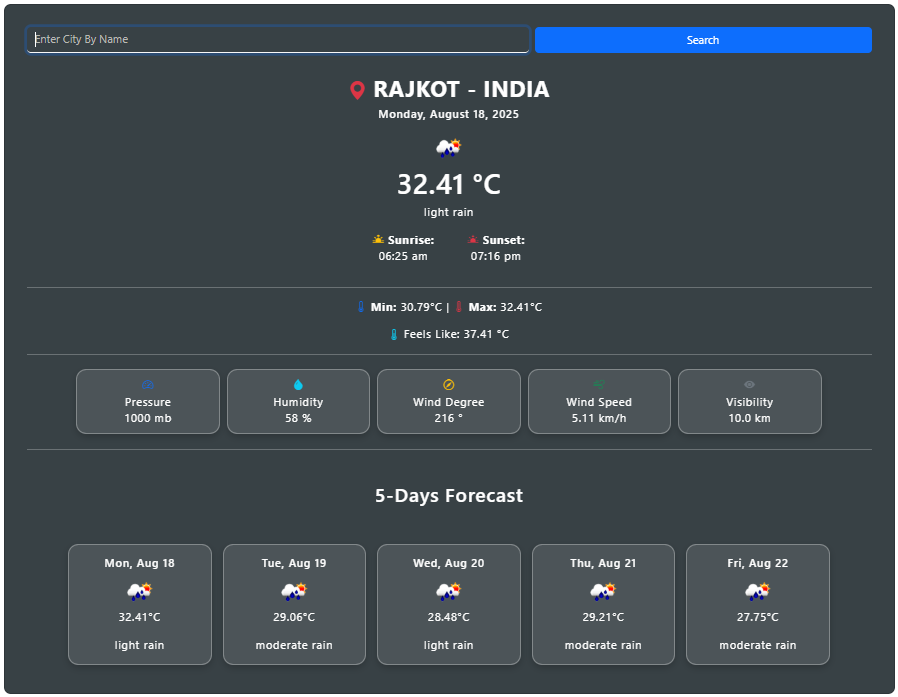 Enter City By Name
Search
RAJKOT - INDIA
Monday, August 18, 2025
32.41 °C
light rain
Sunrise: Sunset:
06:25 am 07:16 pm
Min: 30.79°C | Max: 32.41°C
Feels Like: 37.41 °C
Pressure Humidity Wind Degree Wind Speed Visibility
1000 mb 58 % 216 ° 5.11 km/h 10.0 km
5-Days Forecast
Mon, Aug 18 Tue, Aug 19 Wed, Aug 20 Thu, Aug 21 Fri, Aug 22
32.41°C 29.06°C 28.48°C 29.21°C 27.75°C
light rain moderate rain light rain moderate rain moderate rain